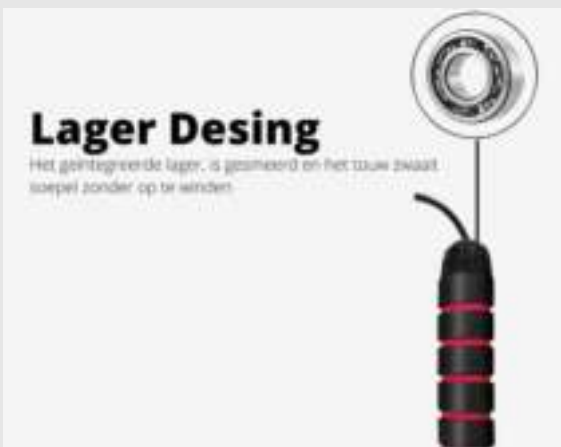 Lager Desing
Het geïntegreerde lager, is gesmeerd en het touw zwaait
soepel zonder op te winden